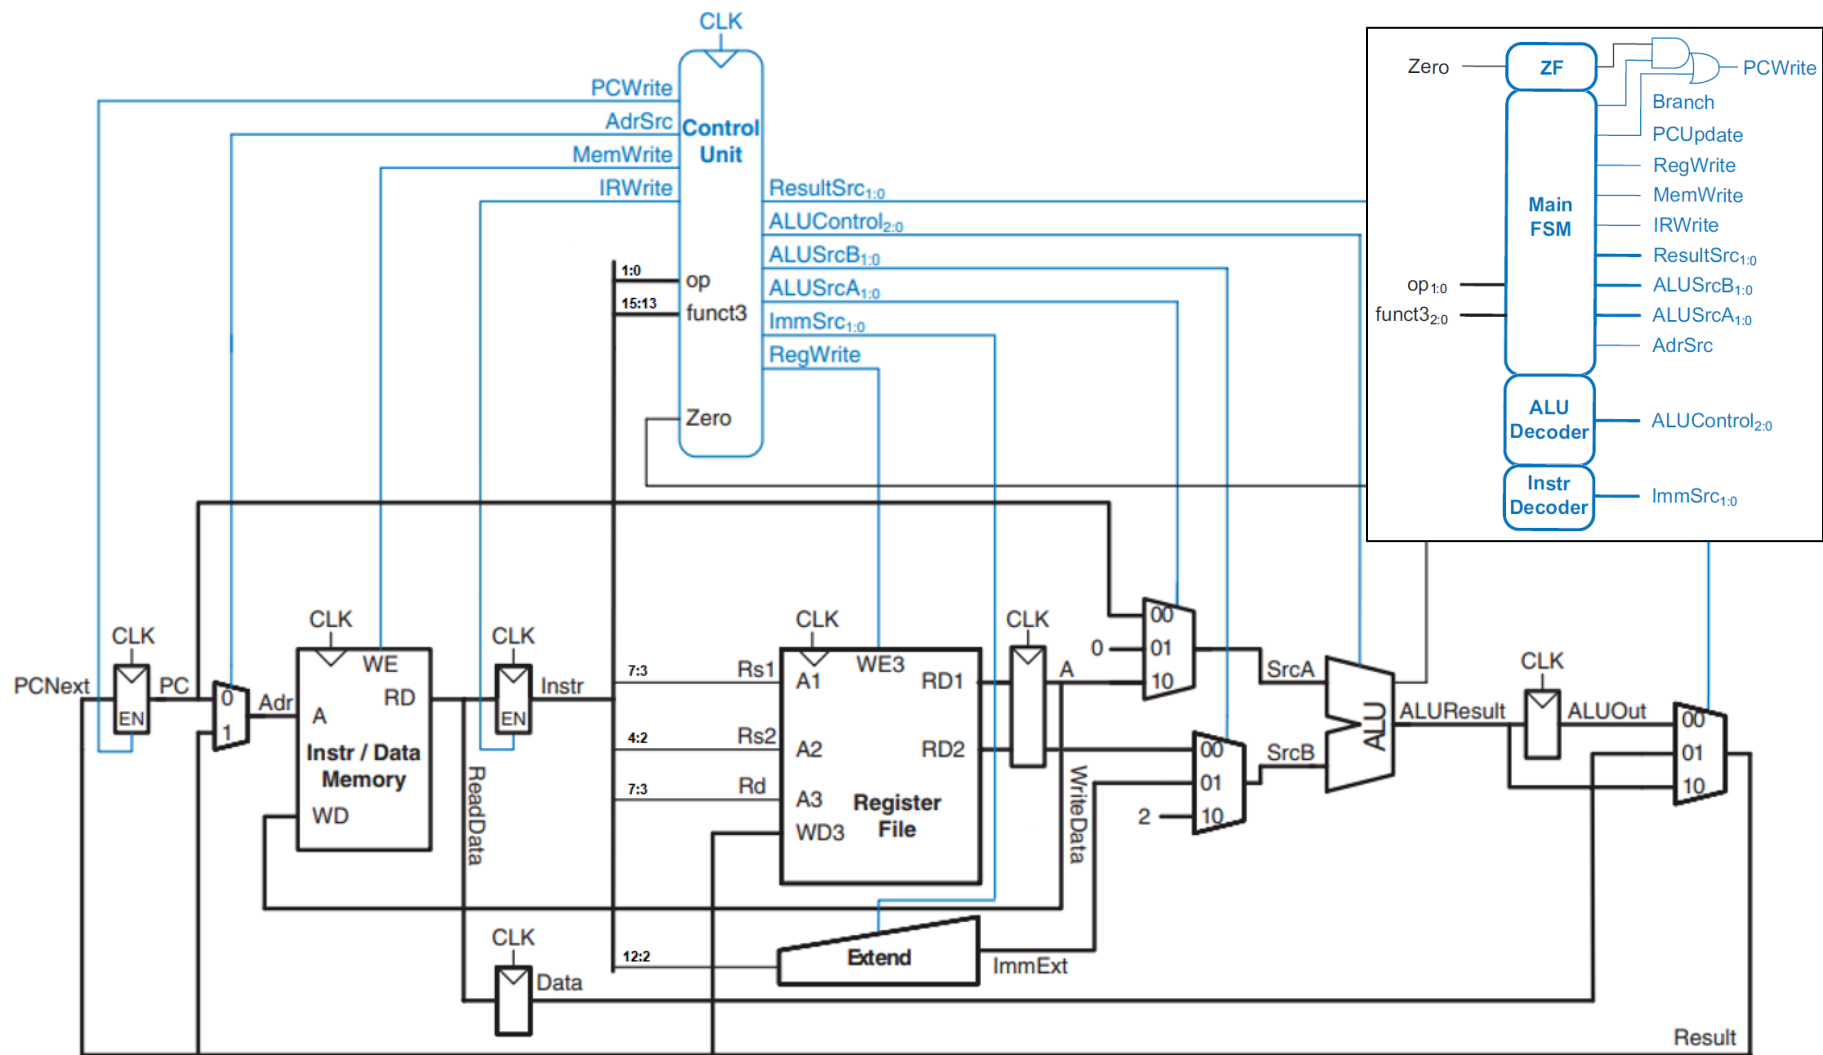 CLK
PCWrite
AdrSrc
MemWrite
IRWrite
Control
Unit
ResultSrc1:0
ALUControl2:0
ALUSrcB1:0
ALUSrcA1:0
ImmSrc1:0
RegWrite
1:0
op
15:13
funct3
Zero
Zero
ZF
PCWrite
Branch
PCUpdate
RegWrite
MemWrite
IRWrite
ResultSrc1:0
ALUSrcB1:0
ALUSrcA1:0
AdrSrc
Main
FSM
op1:0
funct32:0
ALU
Decoder
ALUControl2:0
Instr
Decoder
ImmSrc1:0
PCNext
CLK
EN
PC
0
1
Adr
CLK
WE
RD
A
Instr / Data
Memory
WD
ReadData
CLK
EN
Instr
7:3
Rs1
4:2
Rs2
7:3
Rd
CLK
WE3
A1
RD1
A2
RD2
A3
WD3
Register
File
CLK
A
WriteData
0
00
01
10
SrcA
2
00
01
10
SrcB
ALU
ALUResult
CLK
ALUOut
00
01
10
12:2
Extend
ImmExt
CLK
Data
Result